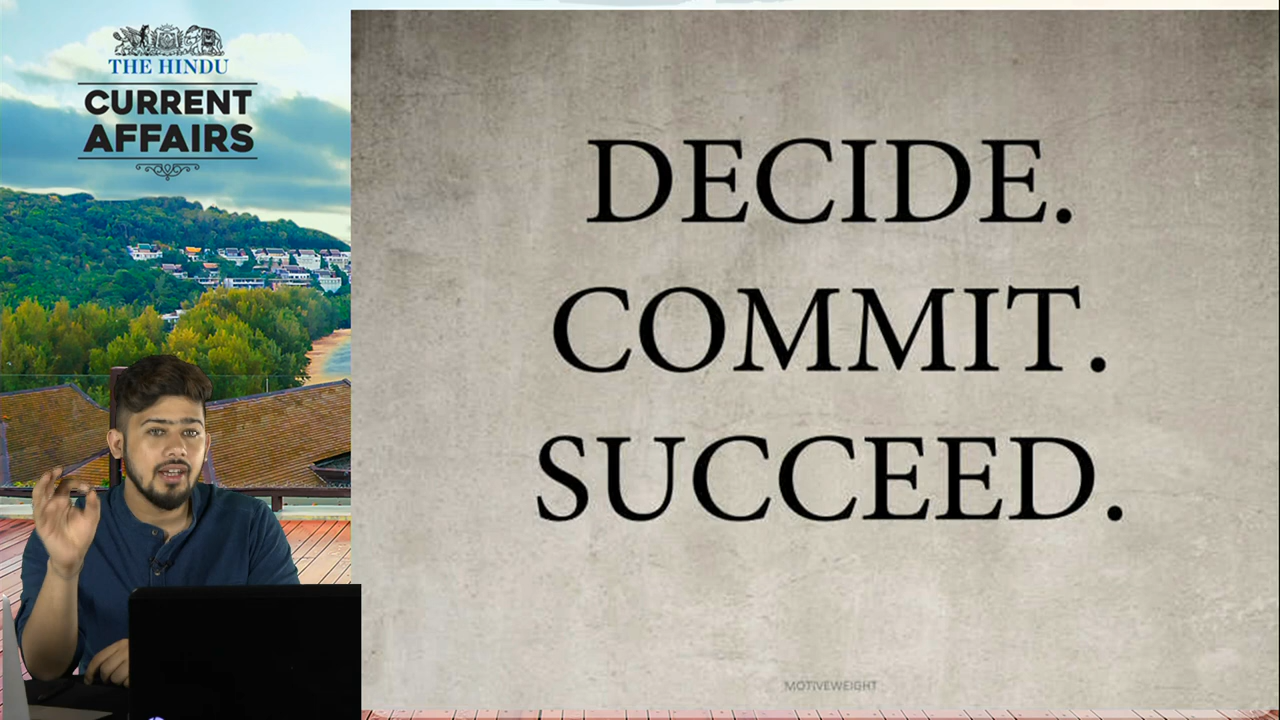 THE HINDU
CURRENT
AFFAIRS
DECIDE.
COMMIT.
SUCCEED.
MOTIVEWEIGHT